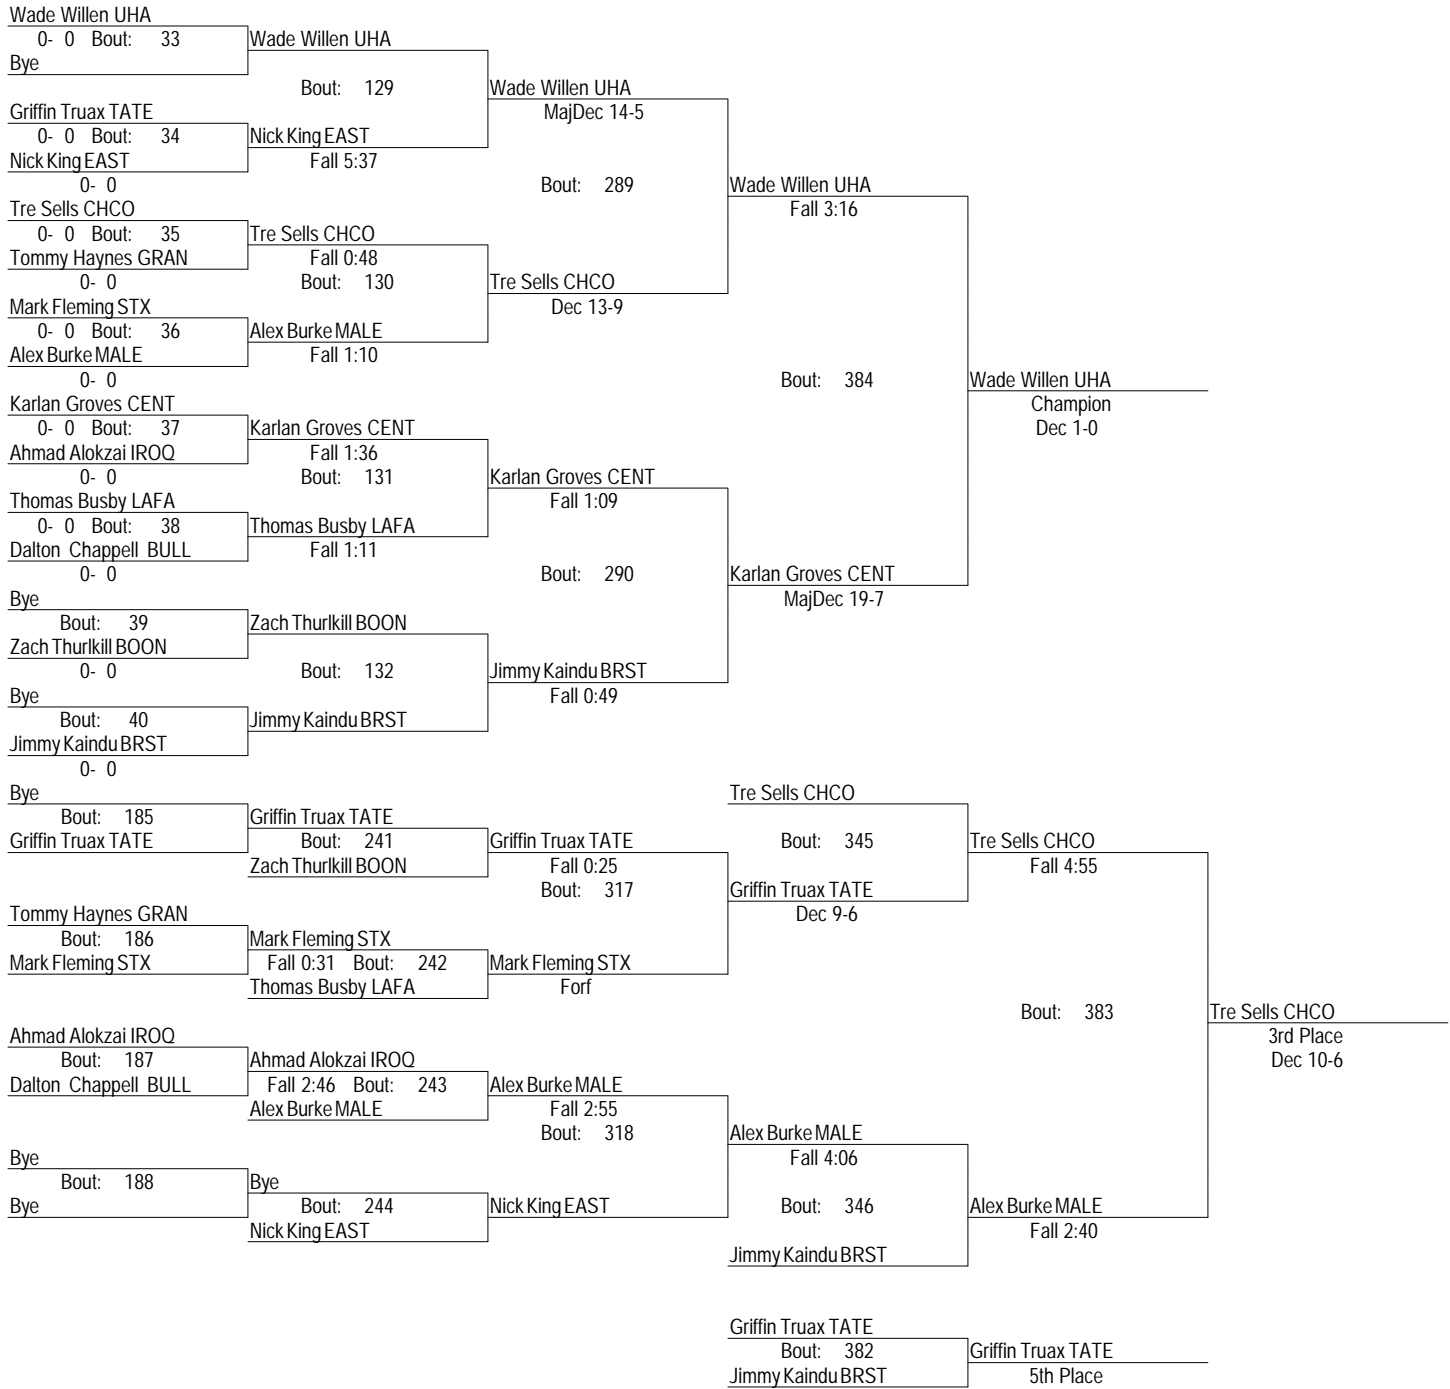 Wade Willen UHA
0- 0 Bout: 33
Bye
Wade Willen UHA
Bout: 129
Griffin Truax TATE
0- 0 Bout: 34
Nick King EAST
0- 0
Nick King EAST
Fall 5:37
Wade Willen UHA
MajDec 14-5
Bout: 289
Tre Sells CHCO
0- 0 Bout: 35
Tommy Haynes GRAN
0- 0
Tre Sells CHCO
Fall 0:48
Bout: 130
Mark Fleming STX
0- 0 Bout: 36
Alex Burke MALE
0- 0
Alex Burke MALE
Fall 1:10
Tre Sells CHCO
Dec 13-9
Wade Willen UHA
Fall 3:16
Bout: 384
Karlan Groves CENT
0- 0 Bout: 37
Ahmad Alokzai IROQ
0- 0
Karlan Groves CENT
Fall 1:36
Bout: 131
Thomas Busby LAFA
0- 0 Bout: 38
Dalton Chappell BULL
0- 0
Thomas Busby LAFA
Fall 1:11
Karlan Groves CENT
Fall 1:09
Bout: 290
Bye
Bout: 39
Zach Thurlkill BOON
0- 0
Zach Thurlkill BOON
Bout: 132
Bye
Bout: 40
Jimmy Kaindu BRST
0- 0
Jimmy Kaindu BRST
Jimmy Kaindu BRST
Fall 0:49
Karlan Groves CENT
MajDec 19-7
Wade Willen UHA
Champion
Dec 1-0
Bye
Bout: 185
Griffin Truax TATE
Griffin Truax TATE
Bout: 241
Zach Thurlkill BOON
Griffin Truax TATE
Fall 0:25
Bout: 317
Tommy Haynes GRAN
Bout: 186
Mark Fleming STX
Mark Fleming STX
Fall 0:31 Bout: 242
Thomas Busby LAFA
Mark Fleming STX
Forf
Tre Sells CHCO
Bout: 345
Griffin Truax TATE
Dec 9-6
Tre Sells CHCO
Fall 4:55
Bout: 383
Ahmad Alokzai IROQ
Bout: 187
Dalton Chappell BULL
Ahmad Alokzai IROQ
Fall 2:46 Bout: 243
Alex Burke MALE
Alex Burke MALE
Fall 2:55
Bout: 318
Bye
Bout: 188
Bye
Bye
Bout: 244
Nick King EAST
Nick King EAST
Alex Burke MALE
Fall 4:06
Bout: 346
Jimmy Kaindu BRST
Alex Burke MALE
Fall 2:40
Tre Sells CHCO
3rd Place
Dec 10-6
Griffin Truax TATE
Bout: 382
Jimmy Kaindu BRST
Griffin Truax TATE
5th Place